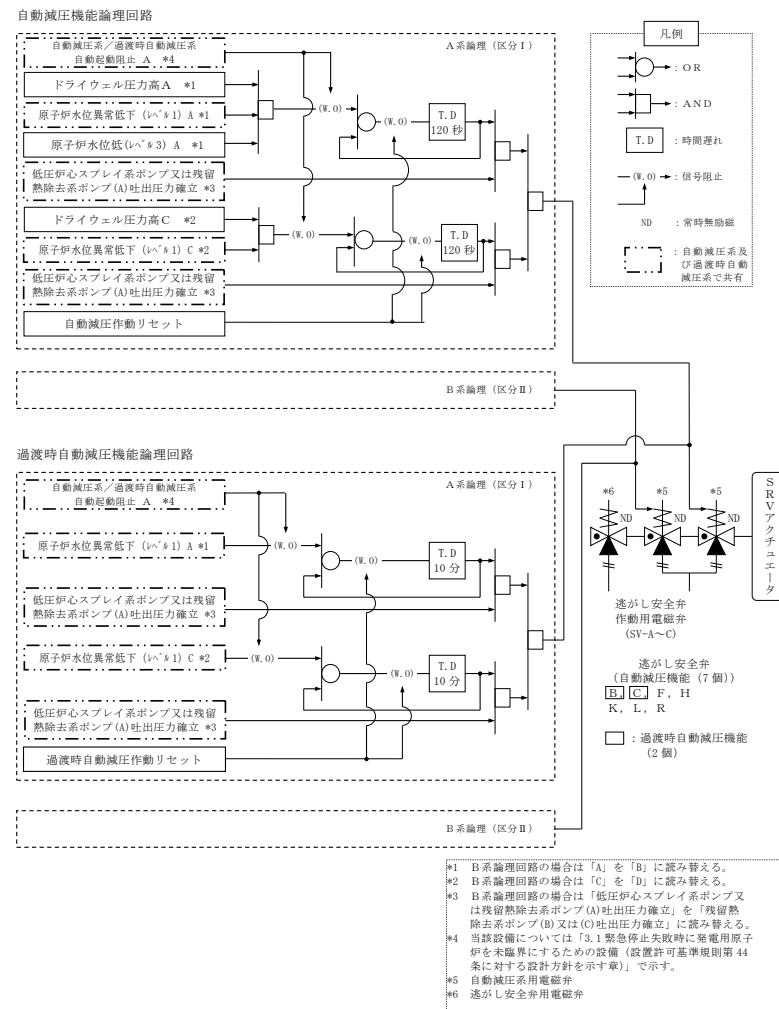 自動減圧機能論理回路
自動減圧系／過渡時自動減圧系
自動起動阻止 A *4
A系論理（区分Ⅰ）
ドライウェル圧力高A *1
原子炉水位異常低下（ﾚﾍﾞﾙ1）A *1
原子炉水位低(ﾚﾍﾞﾙ3) A *1
低圧炉心スプレイ系ポンプ又は残留
熱除去系ポンプ(A)吐出圧力確立 *3
ドライウェル圧力高C *2
原子炉水位異常低下（ﾚﾍﾞﾙ1）C *2
低圧炉心スプレイ系ポンプ又は残留
熱除去系ポンプ(A)吐出圧力確立 *3
自動減圧作動リセット
(W.O)
(W.O)
T.D
120秒
(W.O)
(W.O)
T.D
120秒
B系論理（区分Ⅱ）
凡例
：OR
：AND
T.D
：時間遅れ
(W.O)
：信号阻止
ND
常時無励磁
：自動減圧系及
び過渡時自動
減圧系で共有
過渡時自動減圧機能論理回路
自動減圧系／過渡時自動減圧系
自動起動阻止 A *4
A系論理（区分Ⅰ）
原子炉水位異常低下（ﾚﾍﾞﾙ1）A *1
低圧炉心スプレイ系ポンプ又は残留
熱除去系ポンプ(A)吐出圧力確立 *3
原子炉水位異常低下（ﾚﾍﾞﾙ1）C *2
低圧炉心スプレイ系ポンプ又は残留
熱除去系ポンプ(A)吐出圧力確立 *3
過渡時自動減圧作動リセット
(W.O)
(W.O)
T.D
10分
(W.O)
(W.O)
T.D
10分
B系論理（区分Ⅱ）
*6
*5
*5
ND
ND
ND
SRVアクチュエータ
逃がし安全弁
作動用電磁弁
(SV-A～C)
逃がし安全弁
(自動減圧機能（7個）)
B, C, F, H
K, L, R
：過渡時自動減圧機能
（2個）
*1 B系論理回路の場合は「A」を「B」に読み替える。
*2 B系論理回路の場合は「C」を「D」に読み替える。
*3 B系論理回路の場合は「低圧炉心スプレイ系ポンプ又
は残留熱除去系ポンプ(A)吐出圧力確立」を「残留熱
除去系ポンプ(B)又は(C)吐出圧力確立」に読み替える。
*4 当該設備については「3.1 緊急停止失敗時に発電用原子
炉を未臨界にするための設備（設置許可基準規則第44
条に対する設計方針を示す章）」で示す。
*5 自動減圧系用電磁弁
*6 逃がし安全弁用電磁弁